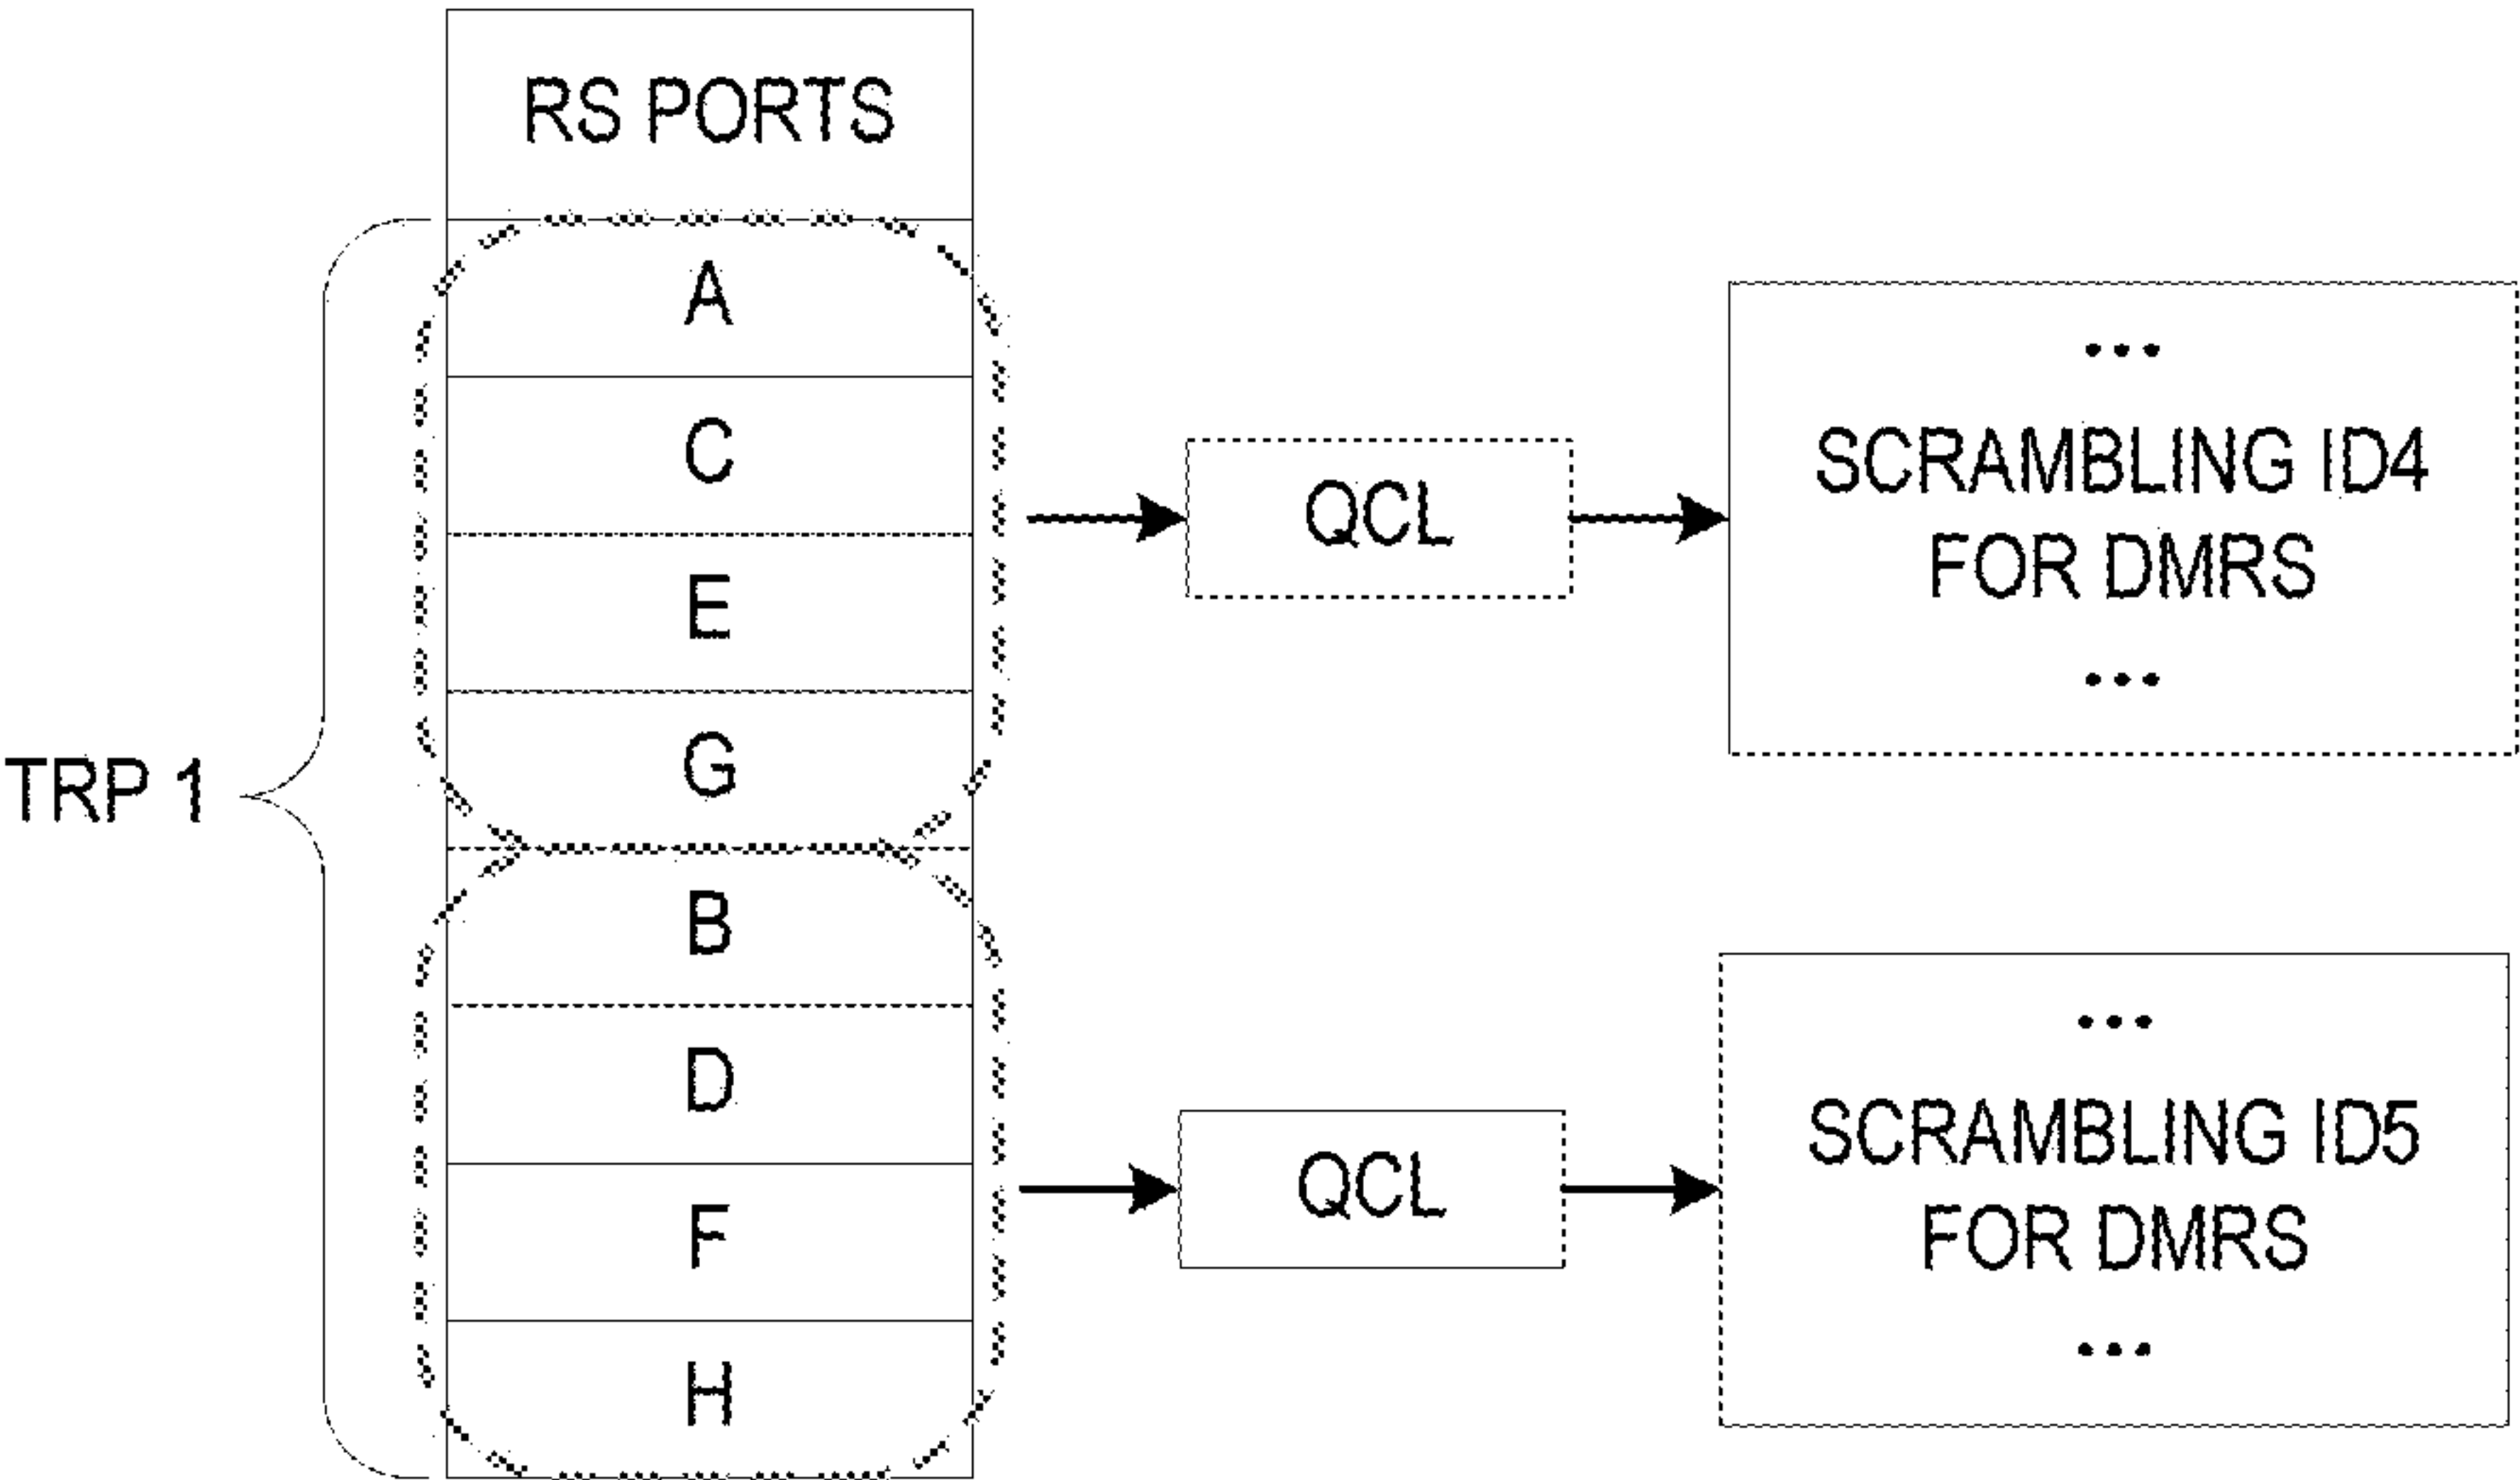 RS PORTS
A
C
E
G
B
D
F
H
TRP 1
QCL
...
SCRAMBLING ID4
FOR DMRS
...
QCL
...
SCRAMBLING ID5
FOR DMRS
...